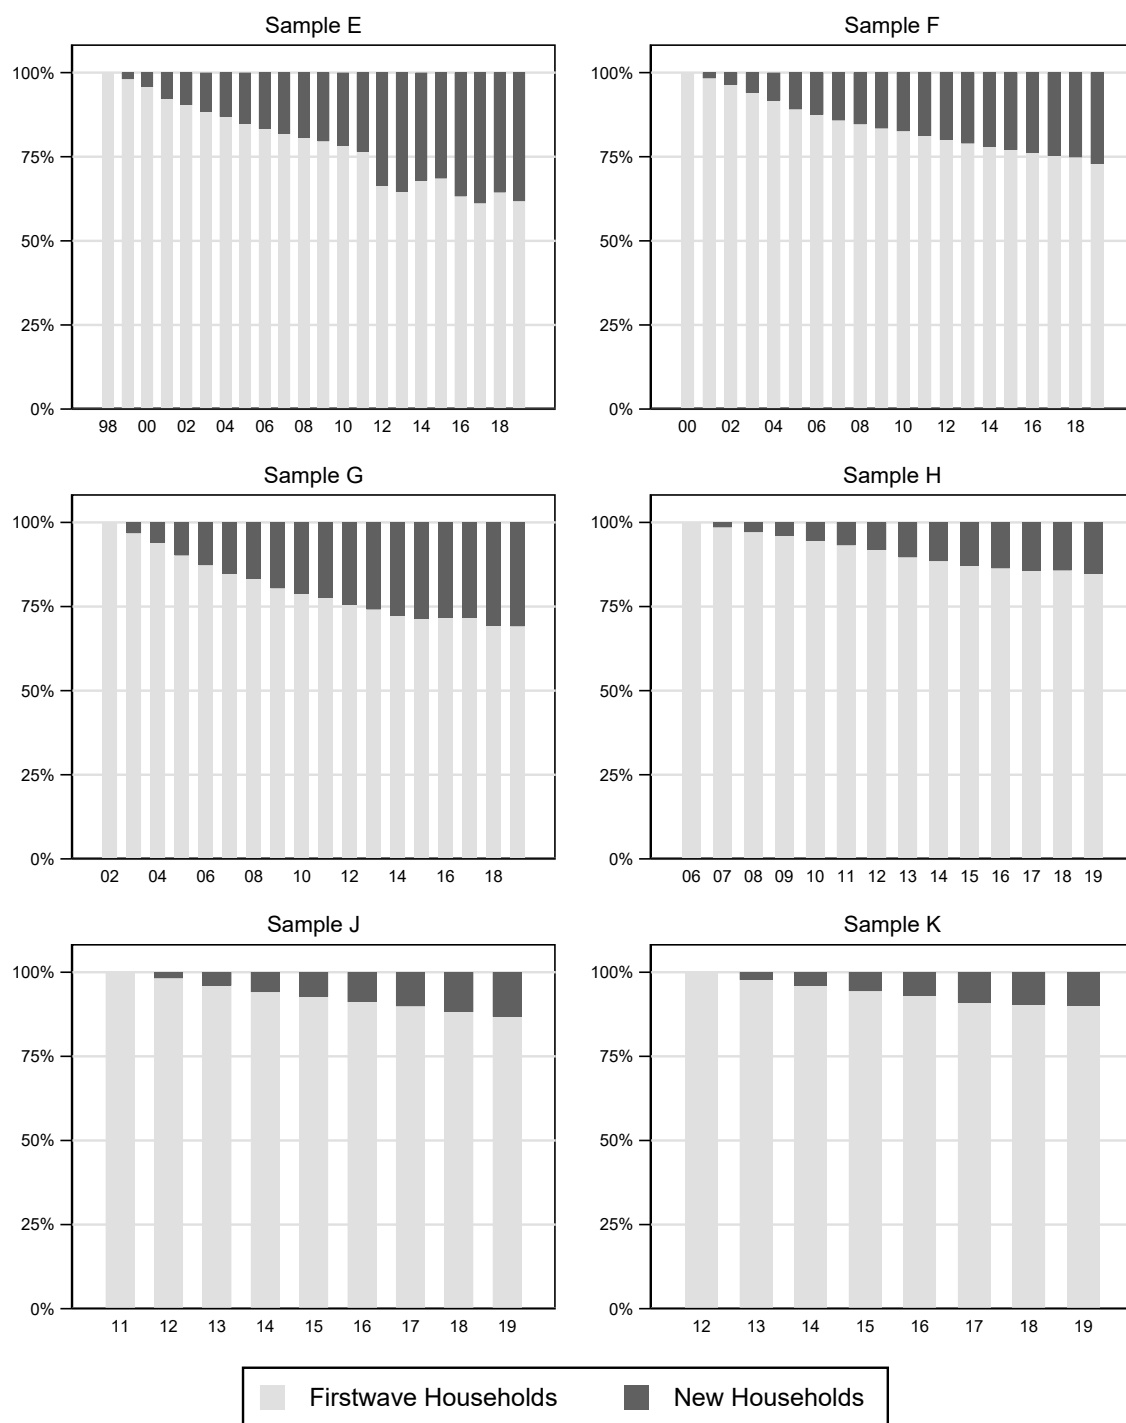 Sample E
100%
75%
50%
25%
0%
98 00 02 04 06 08 10 12 14 16 18
Sample F
100%
75%
50%
25%
0%
00 02 04 06 08 10 12 14 16 18
Sample G
100%
75%
50%
25%
0%
02 04 06 08 10 12 14 16 18
Sample H
100%
75%
50%
25%
0%
06 07 08 09 10 11 12 13 14 15 16 17 18 19
Sample J
100%
75%
50%
25%
0%
11 12 13 14 15 16 17 18 19
Sample K
100%
75%
50%
25%
0%
12 13 14 15 16 17 18 19
Firstwave Households New Households